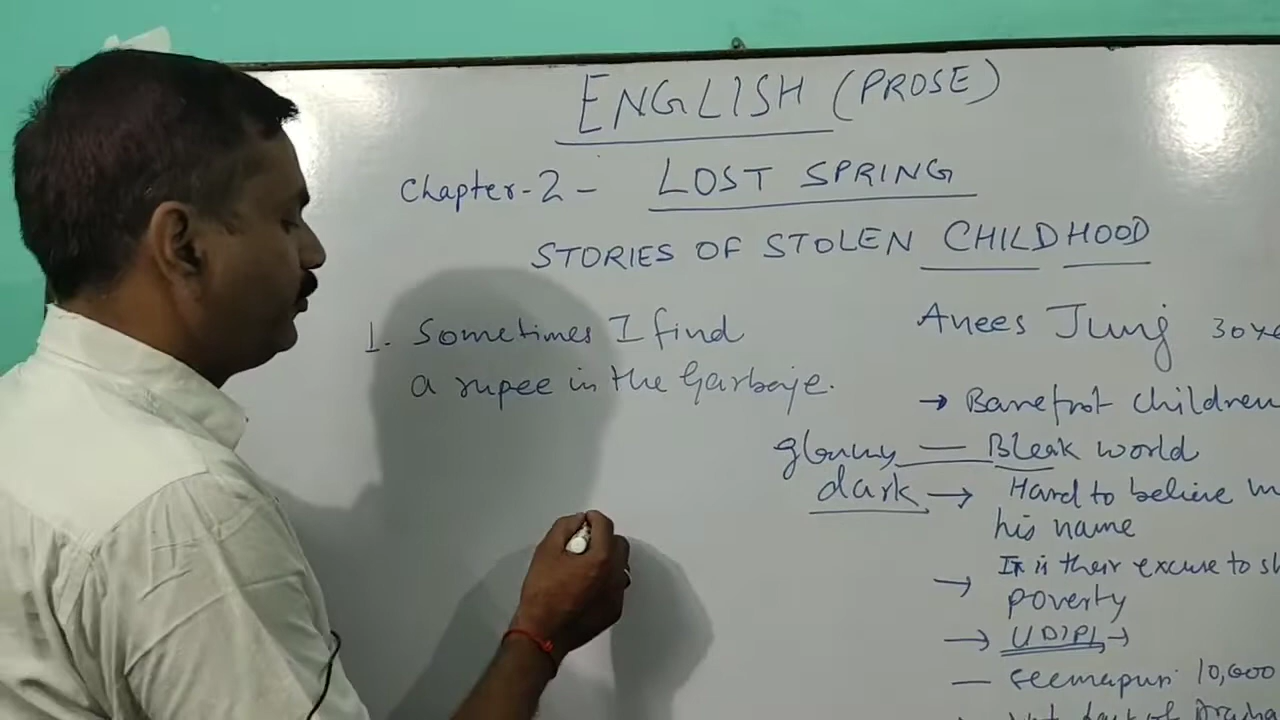 ENGLISH (PROSE)
Chapter-2- LOST SPRING
STORIES OF STOLEN CHILDHOOD
1. Sometimes I find
a rupee in the Garbage.
Anees Jung 30 ye
→ Barefoot children
gloomy — Bleak world
dark → Hard to believe
his name
→ It is their excuse to
poverty
→ UDIPI →
— Seemapuri 10,000